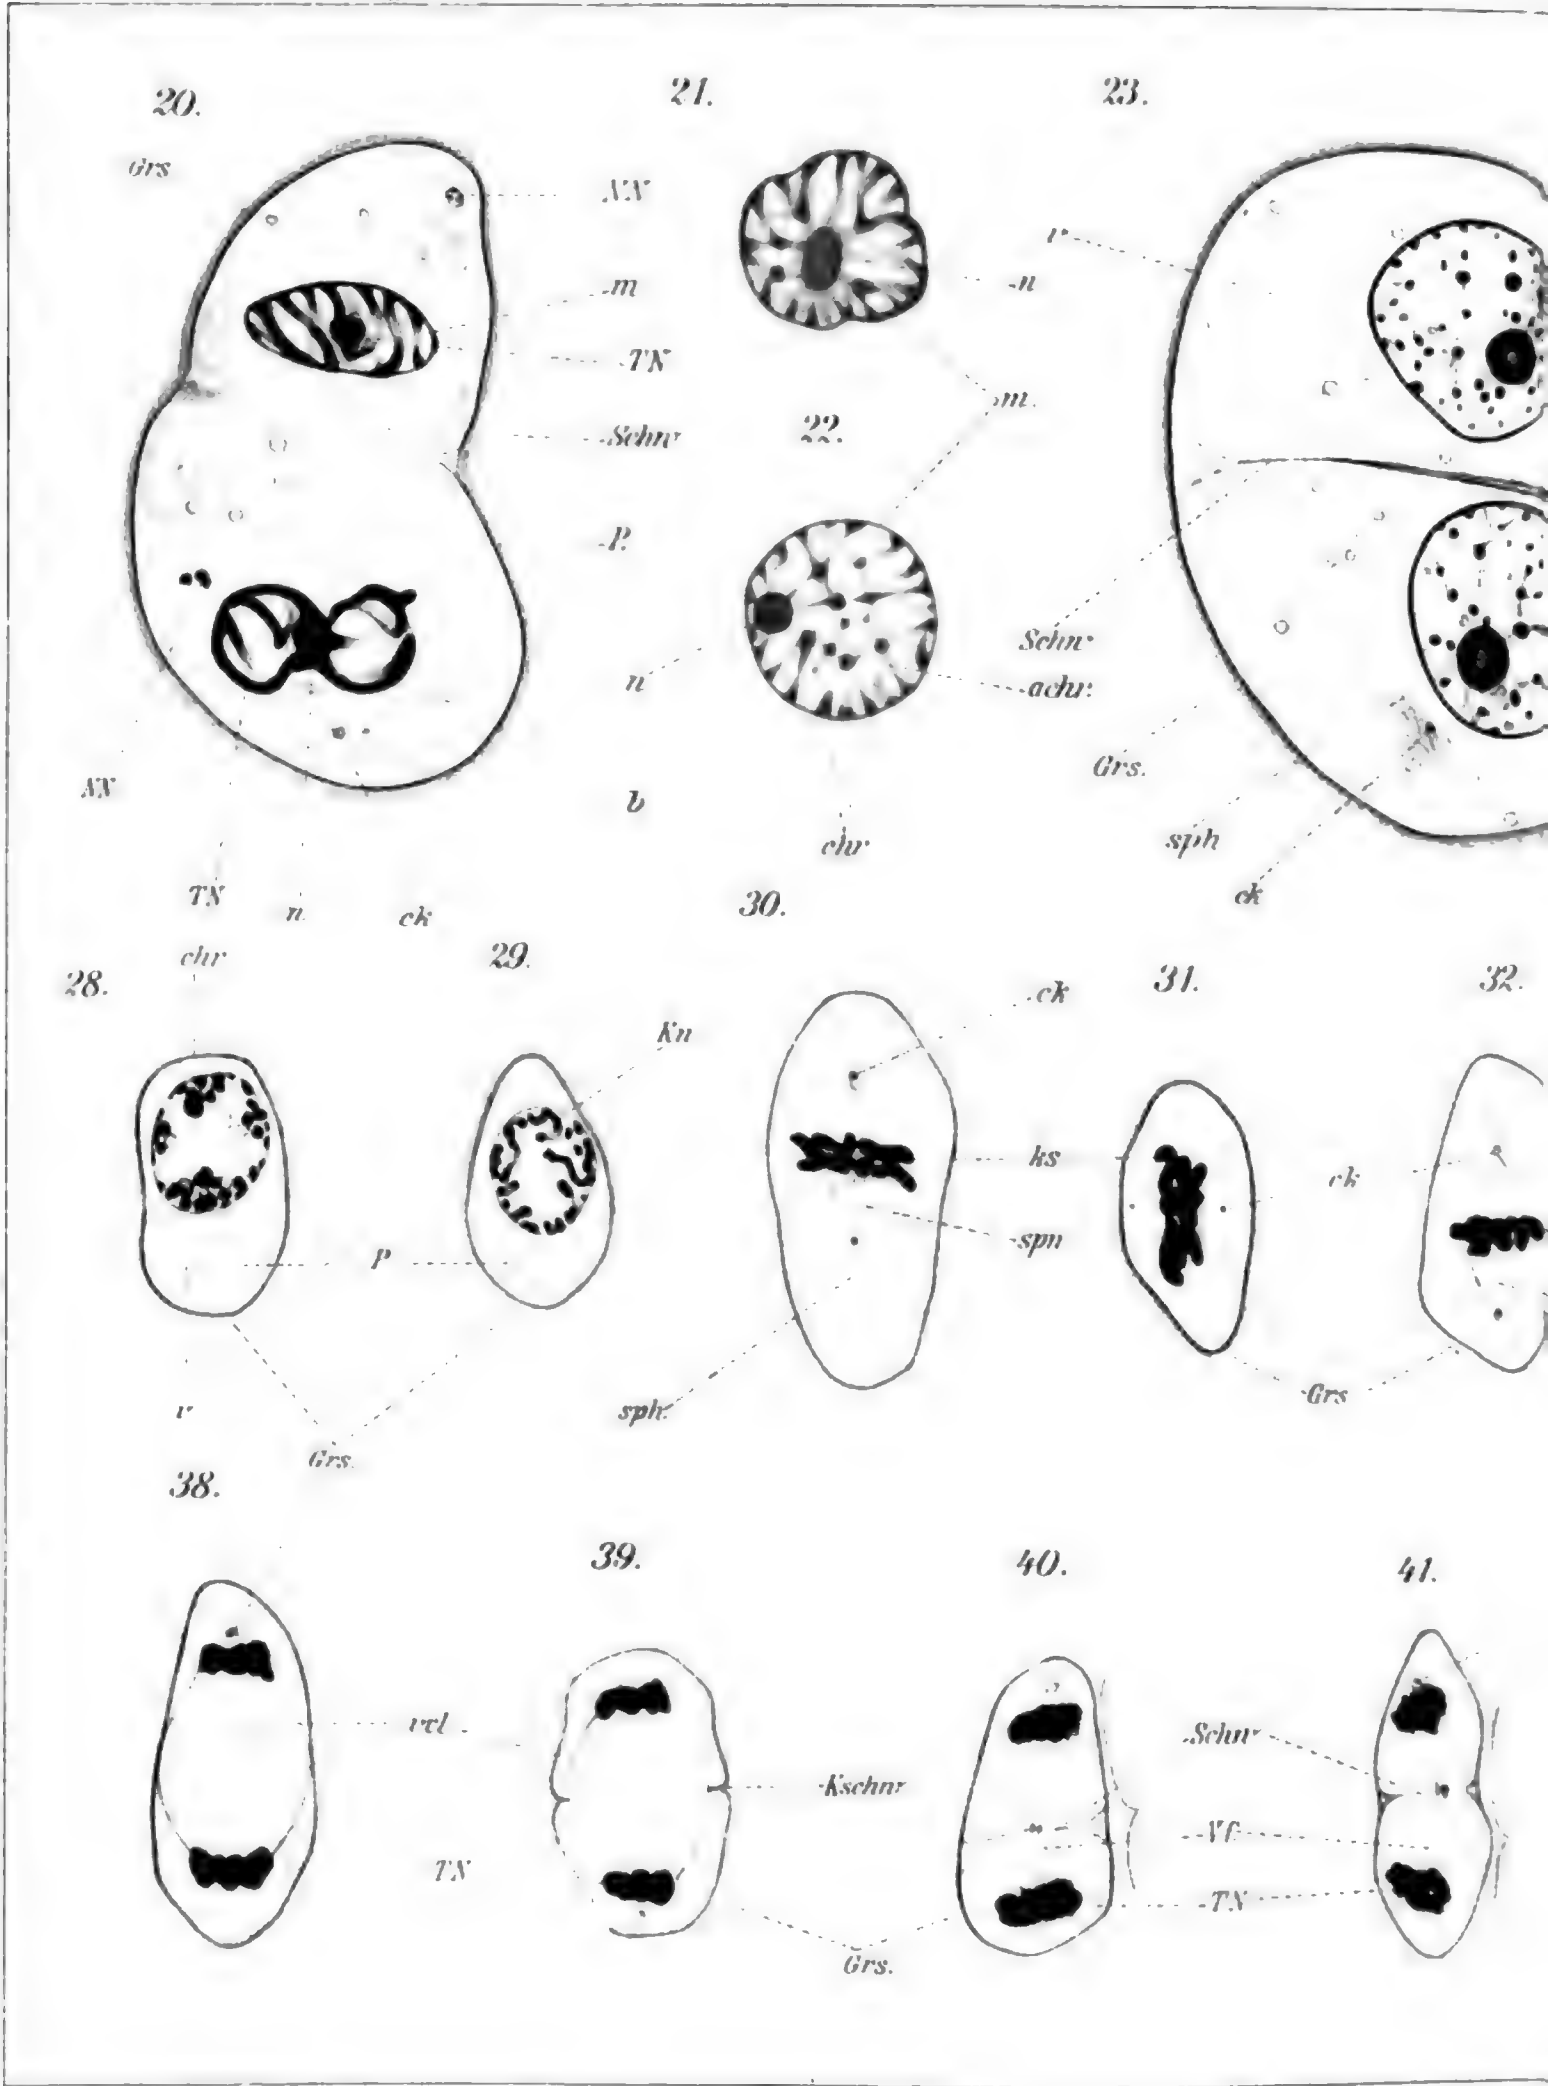 20.
21.
23.
Grs
NN
v
m
n
TN
m.
Schnr
22.
P.
Schnr
n
achr.
Grs.
NN
b
chr
sph
TN
n
ck
ck
30.
chr
28.
29.
ck
31.
32.
Kn
ks
ck
P
spn
Grs
v
sph.
Grs.
38.
39.
40.
41.
vcl
Schnr
Kschnr
Vf
TN
TN
Grs.